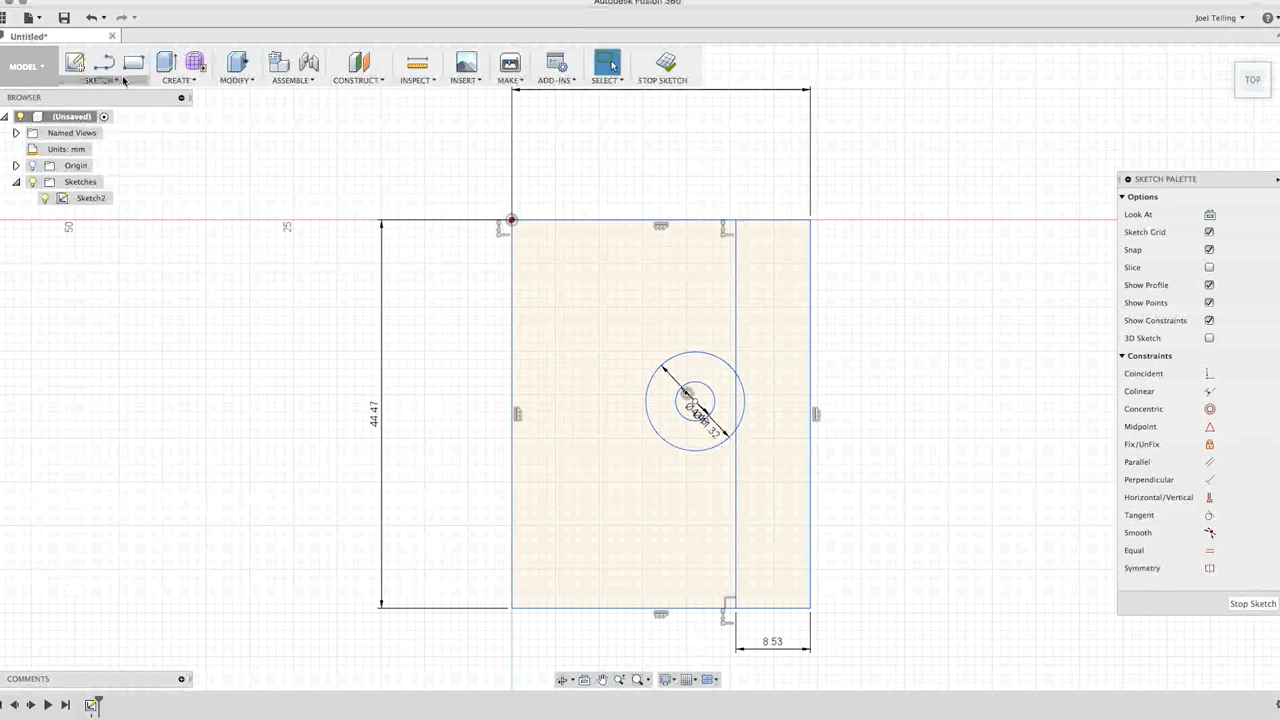 Autodesk Fusion 360
Joel Telling
Untitled*
MODEL
SKETCH
CREATE
MODIFY
ASSEMBLE
CONSTRUCT
INSPECT
INSERT
MAKE
ADD-INS
SELECT
STOP SKETCH
TOP
BROWSER
(Unsaved)
Named Views
Units: mm
Origin
Sketches
Sketch2
50
25
44.47
8.53
SKETCH PALETTE
Options
Look At
Sketch Grid
Snap
Slice
Show Profile
Show Points
Show Constraints
3D Sketch
Constraints
Coincident
Colinear
Concentric
Midpoint
Fix/UnFix
Parallel
Perpendicular
Horizontal/Vertical
Tangent
Smooth
Equal
Symmetry
Stop Sketch
COMMENTS